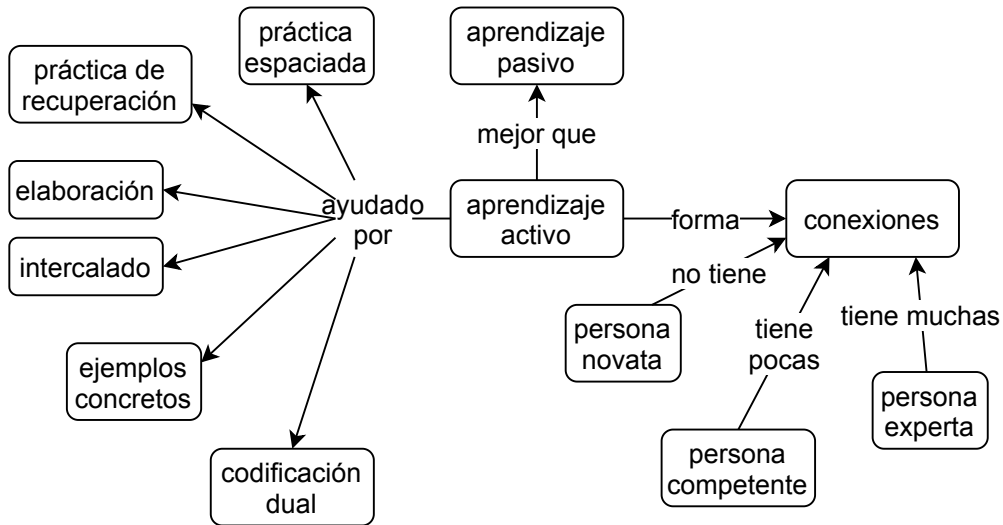 práctica
espaciada
aprendizaje
pasivo
práctica de
recuperación
mejor que
elaboración
ayudado
por
aprendizaje
activo
forma
conexiones
intercalado
no tiene
persona
novata
tiene
pocas
tiene muchas
ejemplos
concretos
persona
experta
codificación
dual
persona
competente